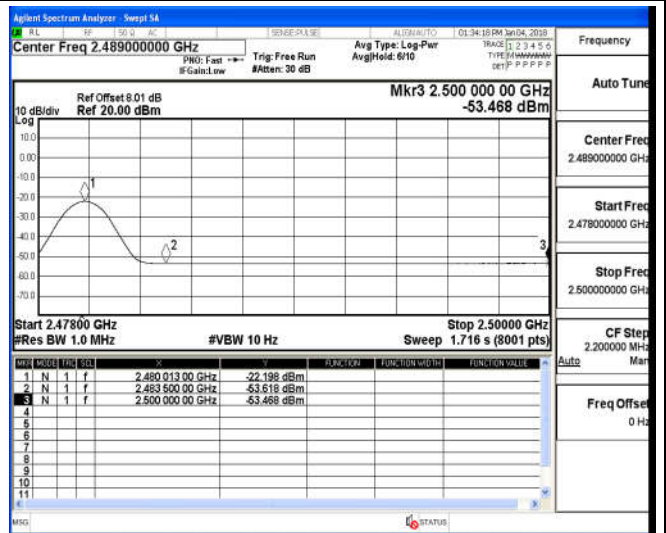 Agilent Spectrum Analyzer - Swept SA
RL RF 50 Ω AC SENSE:PULSE ALIGNAUTO 01:34:18 PM Jan 04, 2018
Center Freq 2.489000000 GHz
PNO: Fast
IFGain:Low
Trig: Free Run
#Atten: 30 dB
Avg Type: Log-Pwr
Avg|Hold: 6/10
TRACE 1 2 3 4 5 6
TYPE
DET P P P P P P
Frequency
Auto Tune
Center Freq
2.489000000 GHz
Start Freq
2.478000000 GHz
Stop Freq
2.500000000 GHz
CF Step
2.200000 MHz
Auto Man
Freq Offset
0 Hz
Ref Offset 8.01 dB
10 dB/div Ref 20.00 dBm
Log
Mkr3 2.500 000 00 GHz
-53.468 dBm
10.0
0.00
-10.0
-20.0
-30.0
-40.0
-50.0
-60.0
-70.0
1
2
3
Start 2.47800 GHz Stop 2.50000 GHz
#Res BW 1.0 MHz #VBW 10 Hz Sweep 1.716 s (8001 pts)
MKR MODE TRC SCL X Y FUNCTION FUNCTION WIDTH FUNCTION VALUE
1 N 1 f 2.480 013 00 GHz -22.198 dBm
2 N 1 f 2.483 500 00 GHz -53.618 dBm
3 N 1 f 2.500 000 00 GHz -53.468 dBm
4
5
6
7
8
9
10
11
MSG STATUS